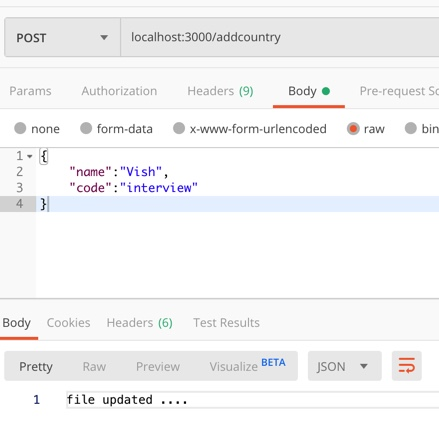 POST localhost:3000/addcountry
Params Authorization Headers (9) Body Pre-request Sc
none form-data x-www-form-urlencoded raw bin
1 {
2 "name":"Vish",
3 "code":"interview"
4 }
Body Cookies Headers (6) Test Results
Pretty Raw Preview Visualize BETA JSON
1 file updated ....